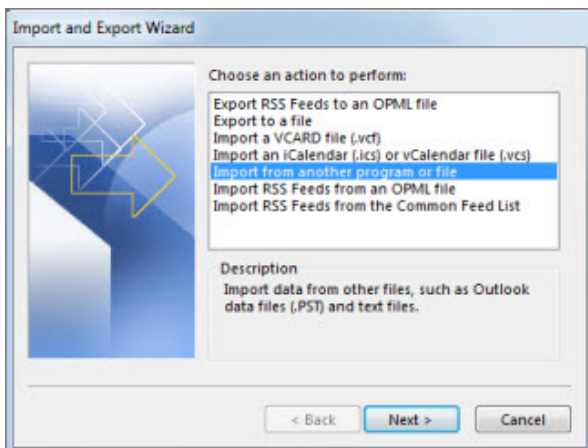 Import and Export Wizard
Choose an action to perform:
Export RSS Feeds to an OPML file
Export to a file
Import a VCARD file (.vcf)
Import an iCalendar (.ics) or vCalendar file (.vcs)
Import from another program or file
Import RSS Feeds from an OPML file
Import RSS Feeds from the Common Feed List
Description
Import data from other files, such as Outlook
data files (.PST) and text files.
< Back Next > Cancel